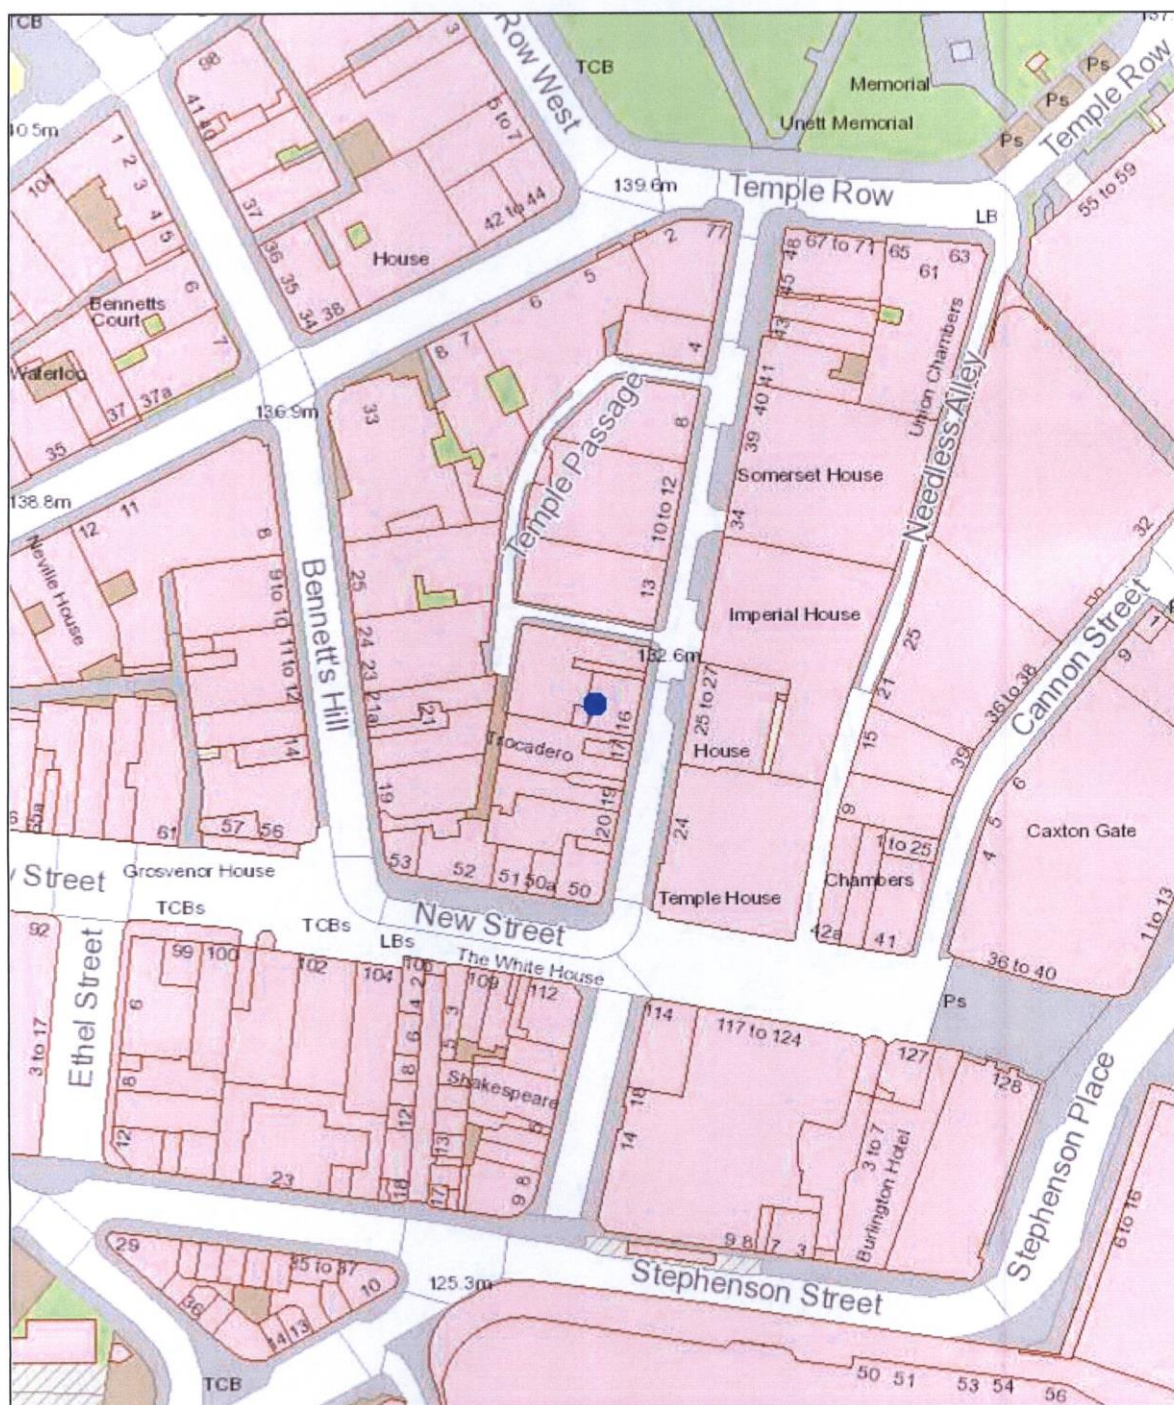 TCB
Row West
TCB
Memorial
Unett Memorial
Ps
Ps
Ps
Temple Row
137.
98
3
5 to 7
41
40
37
42 to 44
139.6m
Temple Row
LB
55 to 59
40.5m
1
2
3
4
5
104
36
35
34
38
House
2
77
48
67 to 71
65
61
63
6
Bennetts
Court
7
5
6
7
8
45
43
4
Union Chambers
Waterloo
37
37a
35
136.9m
33
Temple Passage
8
41
40
39
Needless Alley
Somerset House
138.8m
12
11
8
10 to 12
34
32
Neville House
Bennett's Hill
9 to 10
11 to 12
14
25
24
23
21a
21
13
Imperial House
132.6m
25
21
1
9
Cannon Street
36 to 38
16
17
Trocadero
25 to 27
House
15
39
6
19
19
20
24
9
5
4
Caxton Gate
55a
61
57
56
53
52
51
50a
50
1 to 25
Chambers
Street
Grosvenor House
New Street
Temple House
42a
41
1 to 13
92
TCBs
TCBs
LBs
The White House
36 to 40
Ps
99
100
102
104
105
2
109
112
114
117 to 124
127
128
3 to 17
Ethel Street
6
4
3
6
5
8
8
Shakespeare
18
14
3 to 7
Burlington Hotel
Stephenson Place
12
12
13
5
23
18
17
9
8
9
8
7
3
6 to 16
29
35 to 37
10
36
14
13
125.3m
Stephenson Street
TCB
50
51
53
54
56